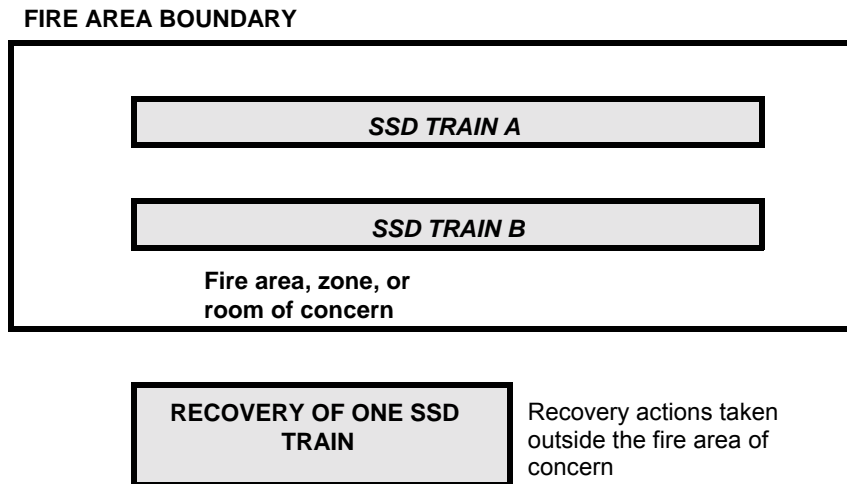 FIRE AREA BOUNDARY
SSD TRAIN A
SSD TRAIN B
Fire area, zone, or
room of concern
RECOVERY OF ONE SSD
TRAIN
Recovery actions taken
outside the fire area of
concern